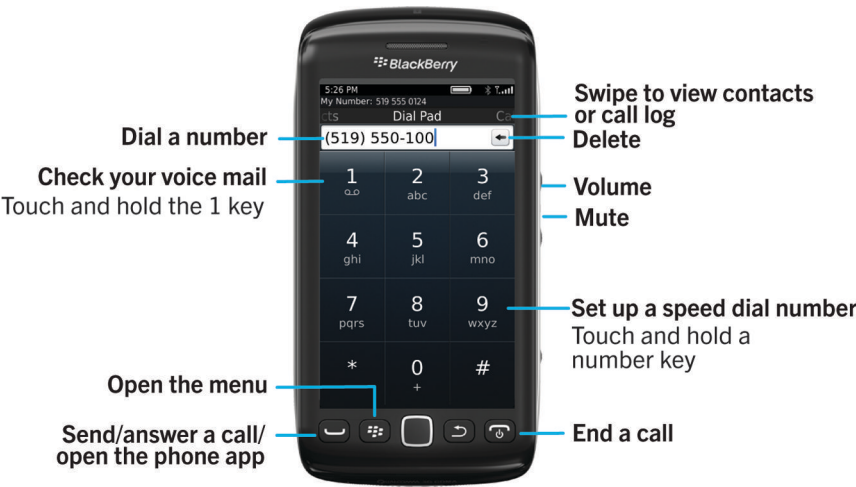 BlackBerry
5:26 PM
My Number: 519 555 0124
cts Dial Pad Ca
(519) 550-100
1
2 abc
3 def
4 ghi
5 jkl
6 mno
7 pqrs
8 tuv
9 wxyz
*
0 +
#
Dial a number
Check your voice mail
Touch and hold the 1 key
Open the menu
Send/answer a call/
open the phone app
Swipe to view contacts
or call log
Delete
Volume
Mute
Set up a speed dial number
Touch and hold a
number key
End a call